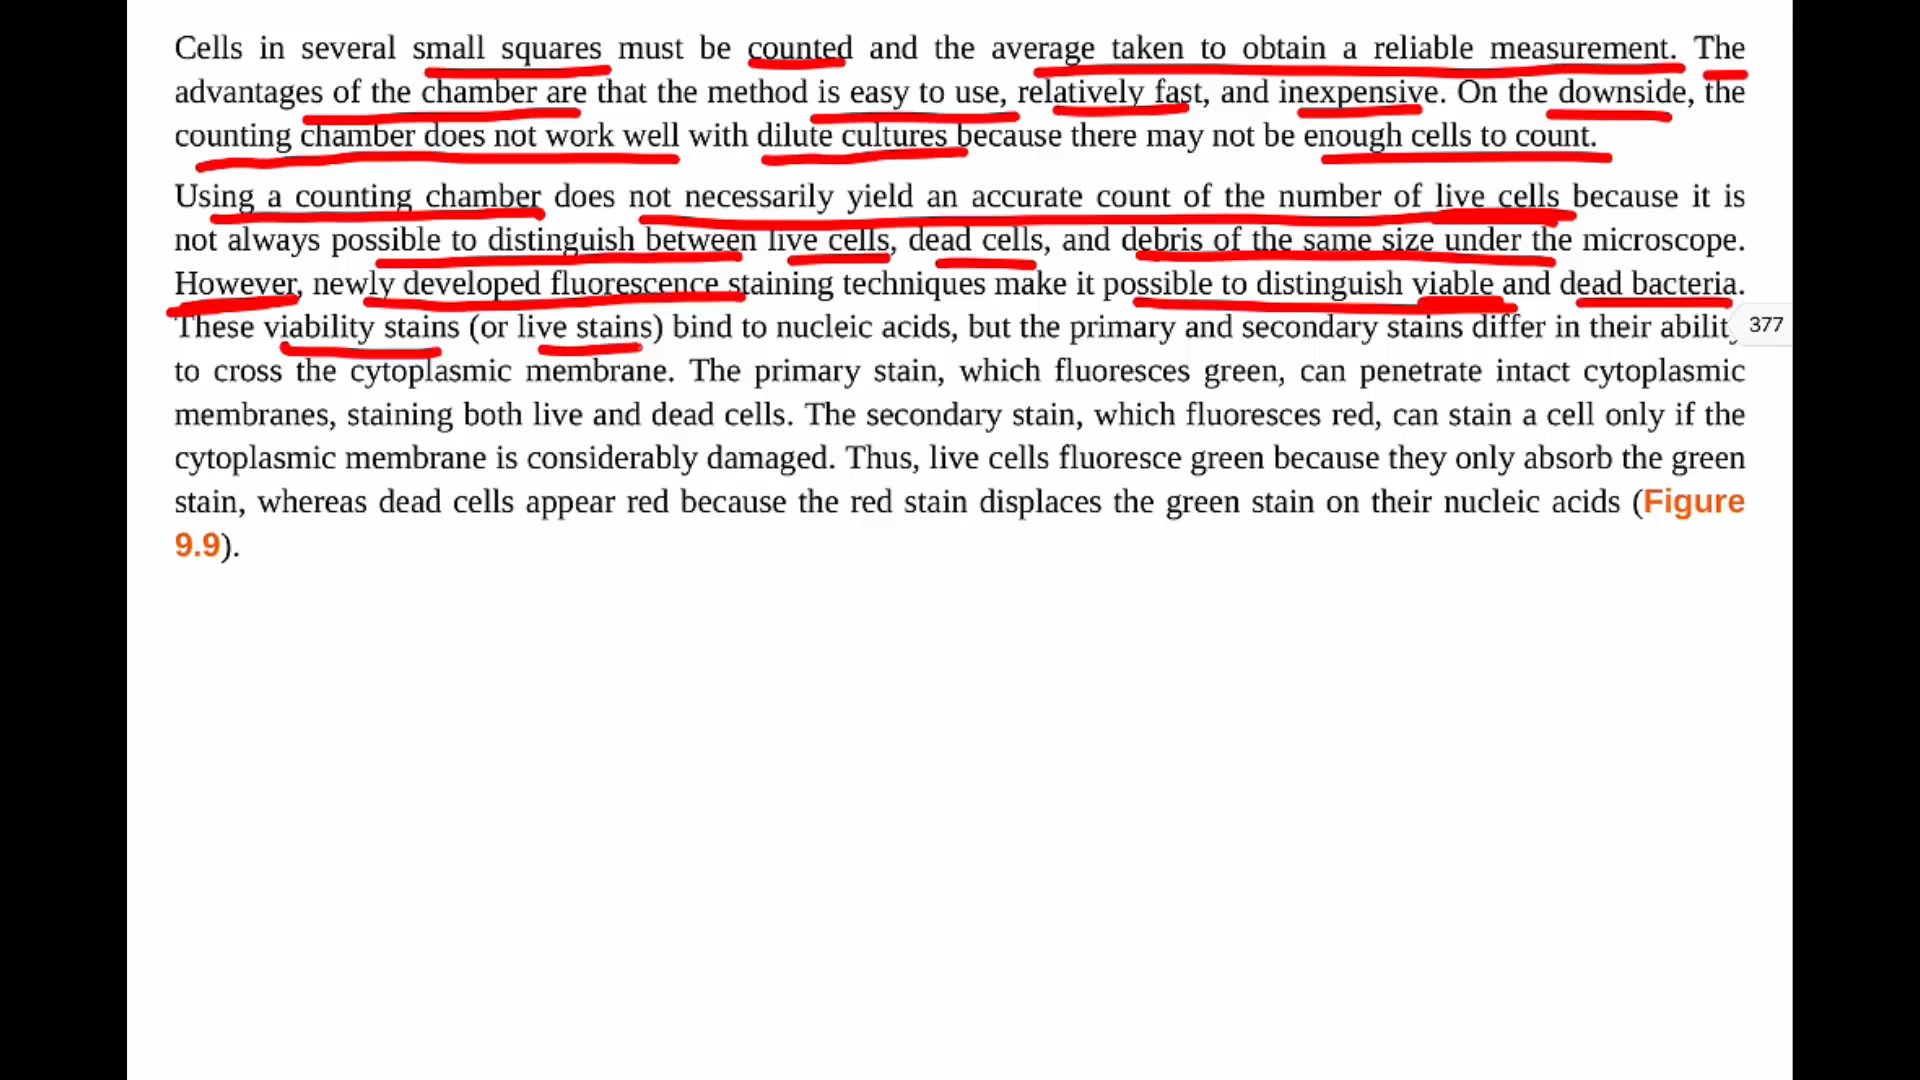 Cells in several small squares must be counted and the average taken to obtain a reliable measurement. The
advantages of the chamber are that the method is easy to use, relatively fast, and inexpensive. On the downside, the
counting chamber does not work well with dilute cultures because there may not be enough cells to count.
Using a counting chamber does not necessarily yield an accurate count of the number of live cells because it is
not always possible to distinguish between live cells, dead cells, and debris of the same size under the microscope.
However, newly developed fluorescence staining techniques make it possible to distinguish viable and dead bacteria.
These viability stains (or live stains) bind to nucleic acids, but the primary and secondary stains differ in their ability
377
to cross the cytoplasmic membrane. The primary stain, which fluoresces green, can penetrate intact cytoplasmic
membranes, staining both live and dead cells. The secondary stain, which fluoresces red, can stain a cell only if the
cytoplasmic membrane is considerably damaged. Thus, live cells fluoresce green because they only absorb the green
stain, whereas dead cells appear red because the red stain displaces the green stain on their nucleic acids (Figure
9.9).